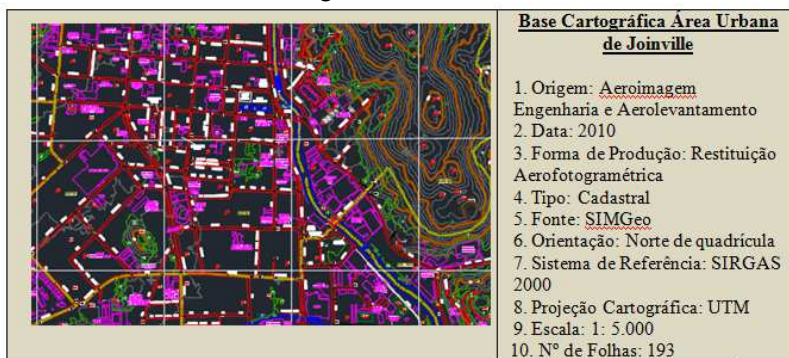 Base Cartográfica Área Urbana
de Joinville
1. Origem: Aeroimagem
Engenharia e Aerolevantamento
2. Data: 2010
3. Forma de Produção: Restituição
Aerofotogramétrica
4. Tipo: Cadastral
5. Fonte: SIMGeo
6. Orientação: Norte de quadrícula
7. Sistema de Referência: SIRGAS
2000
8. Projeção Cartográfica: UTM
9. Escala: 1: 5.000
10. Nº de Folhas: 193